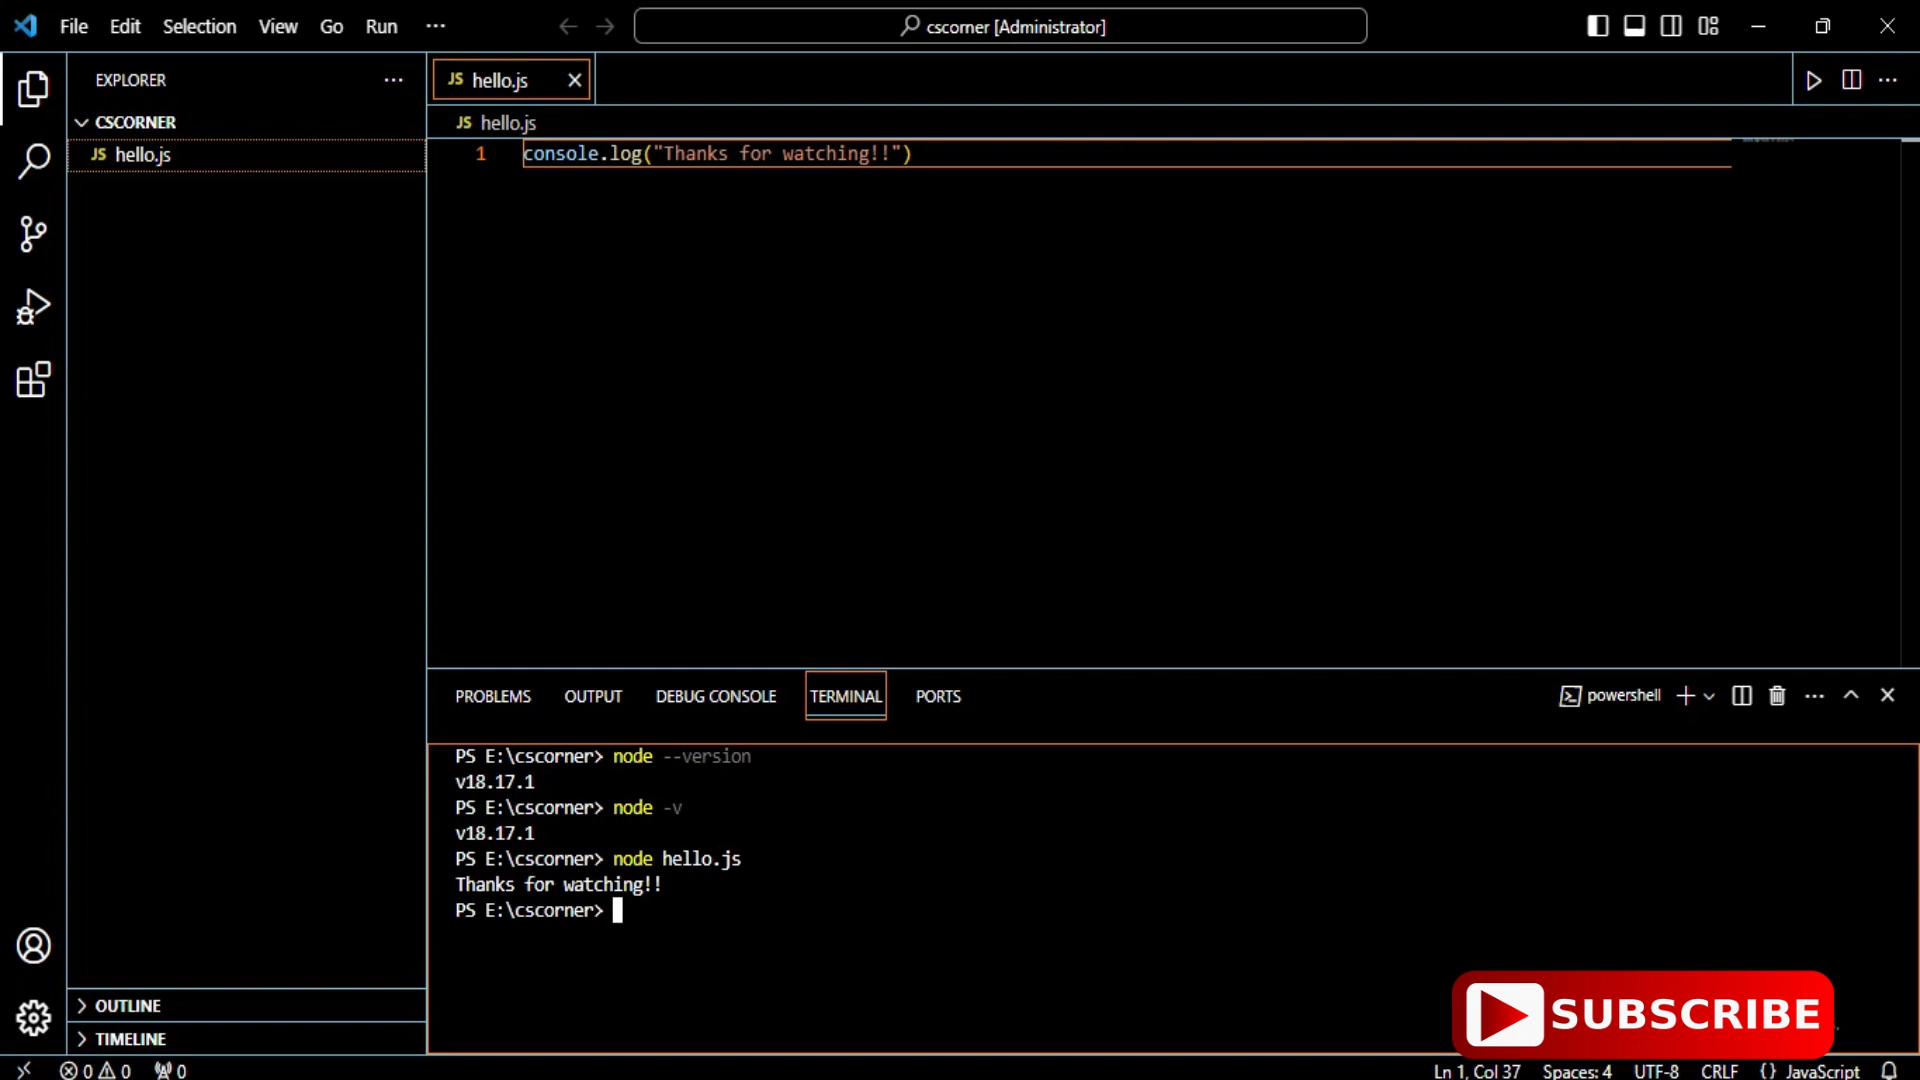 File Edit Selection View Go Run ···
cscorner [Administrator]
EXPLORER ···
CSCORNER
JS hello.js
JS hello.js
JS hello.js
1 console.log("Thanks for watching!!")
PROBLEMS OUTPUT DEBUG CONSOLE TERMINAL PORTS
powershell
PS E:\cscorner> node --version
v18.17.1
PS E:\cscorner> node -v
v18.17.1
PS E:\cscorner> node hello.js
Thanks for watching!!
PS E:\cscorner>
OUTLINE
TIMELINE
SUBSCRIBE
0 0 0
Ln 1, Col 37 Spaces: 4 UTF-8 CRLF {} JavaScript